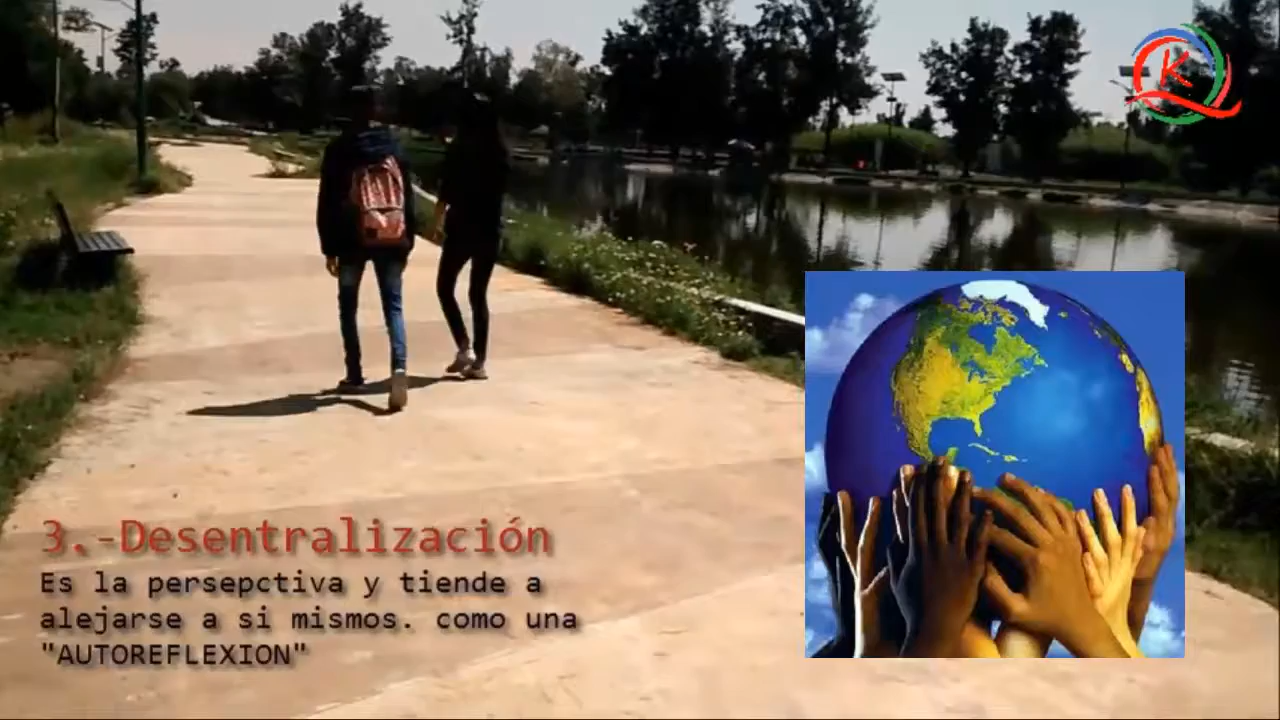 K
3.-Desentralización
Es la persepctiva y tiende a
alejarse a si mismos. como una
"AUTOREFLEXION"